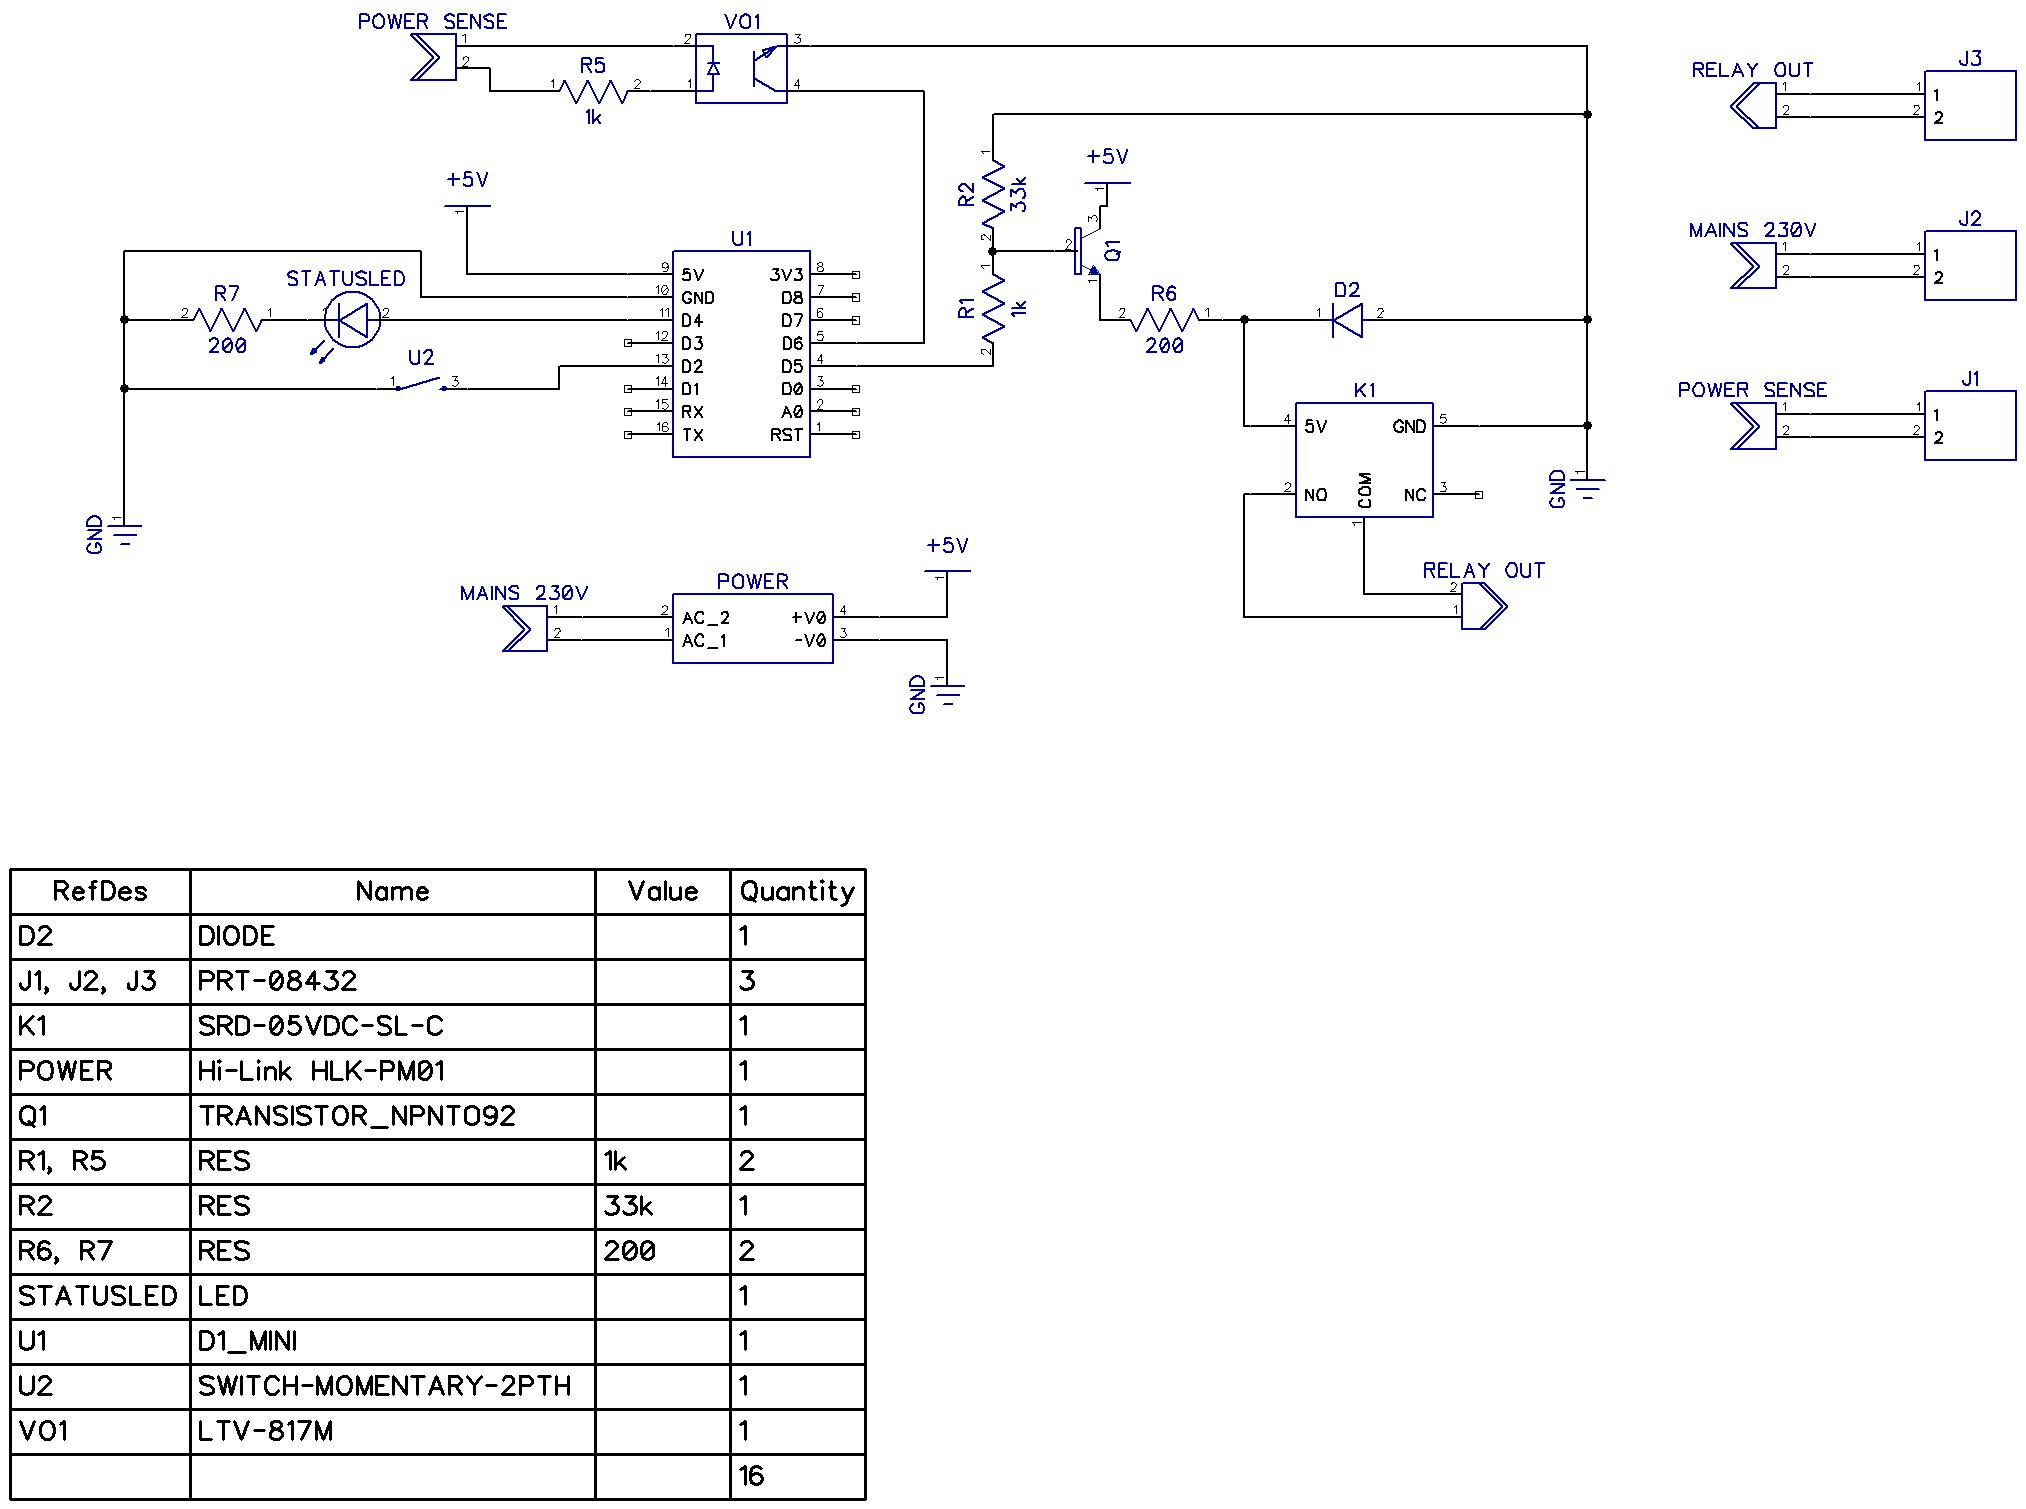 POWER SENSE
1
2
R5
1
2
1k
VO1
2
1
3
4
+5V
1
U1
9 5V
10 GND
11 D4
12 D3
13 D2
14 D1
15 RX
16 TX
3V3 8
D8 7
D7 6
D6 5
D5 4
D0 3
A0 2
RST 1
STATUSLED
1
2
R7
2
1
200
U2
1
3
GND
1
1
R2
33k
2
1
R1
1k
2
+5V
1
3
2
Q1
1
R6
2
1
200
D2
1
2
K1
4 5V
GND 5
2 NO
COM
1
NC 3
GND
1
RELAY OUT
2
1
MAINS 230V
1
2
POWER
2 AC_2
1 AC_1
+V0 4
-V0 3
+5V
1
GND
1
RELAY OUT
1
2
J3
1 1
2 2
MAINS 230V
1
2
J2
1 1
2 2
POWER SENSE
1
2
J1
1 1
2 2
RefDes Name Value Quantity
D2 DIODE 1
J1, J2, J3 PRT-08432 3
K1 SRD-05VDC-SL-C 1
POWER Hi-Link HLK-PM01 1
Q1 TRANSISTOR_NPNTO92 1
R1, R5 RES 1k 2
R2 RES 33k 1
R6, R7 RES 200 2
STATUSLED LED 1
U1 D1_MINI 1
U2 SWITCH-MOMENTARY-2PTH 1
VO1 LTV-817M 1
16